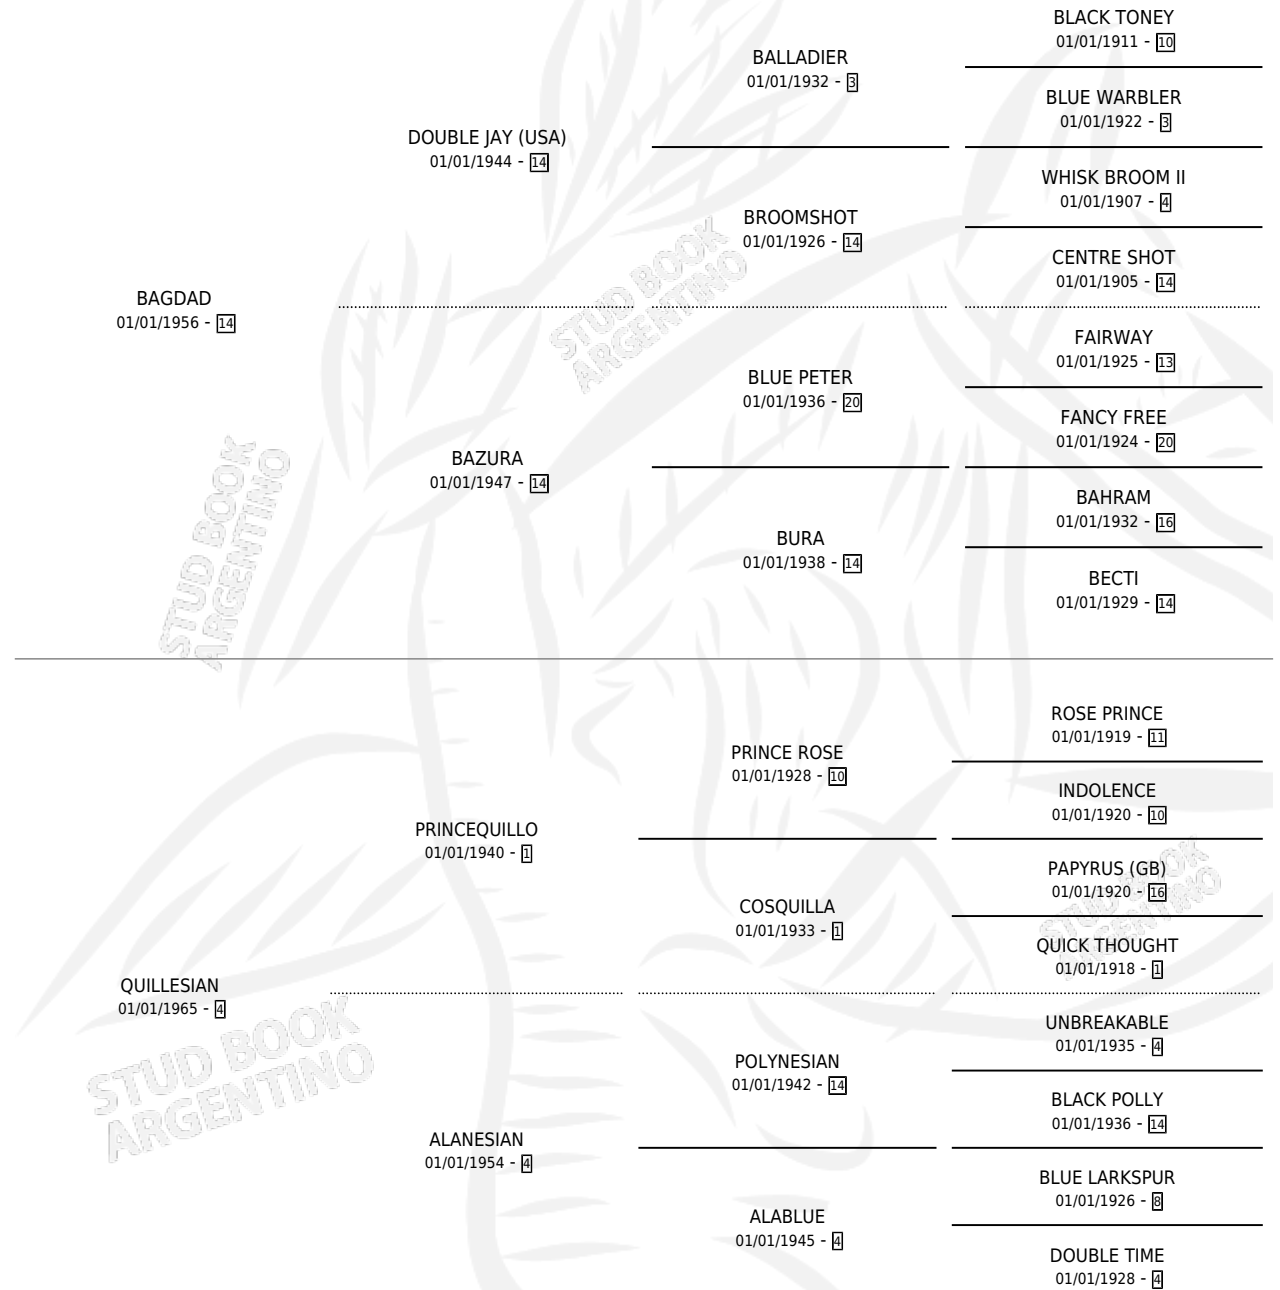 BLACK TONEY
01/01/1911 - 10
BALLADIER
01/01/1932 - 3
BLUE WARBLER
01/01/1922 - 3
DOUBLE JAY (USA)
01/01/1944 - 14
WHISK BROOM II
01/01/1907 - 4
BROOMSHOT
01/01/1926 - 14
CENTRE SHOT
01/01/1905 - 14
BAGDAD
01/01/1956 - 14
FAIRWAY
01/01/1925 - 13
BLUE PETER
01/01/1936 - 20
FANCY FREE
01/01/1924 - 20
BAZURA
01/01/1947 - 14
BAHRAM
01/01/1932 - 16
BURA
01/01/1938 - 14
BECTI
01/01/1929 - 14
STUD BOOK
ARGENTINO
STUD BOOK
ARGENTINO
ROSE PRINCE
01/01/1919 - 11
PRINCE ROSE
01/01/1928 - 10
INDOLENCE
01/01/1920 - 10
PRINCEQUILLO
01/01/1940 - 1
PAPYRUS (GB)
01/01/1920 - 16
COSQUILLA
01/01/1933 - 1
QUICK THOUGHT
01/01/1918 - 1
QUILLESIAN
01/01/1965 - 4
UNBREAKABLE
01/01/1935 - 4
POLYNESIAN
01/01/1942 - 14
BLACK POLLY
01/01/1936 - 14
ALANESIAN
01/01/1954 - 4
BLUE LARKSPUR
01/01/1926 - 8
ALABLUE
01/01/1945 - 4
DOUBLE TIME
01/01/1928 - 4
STUD BOOK
ARGENTINO
STUD BOOK
ARGENTINO